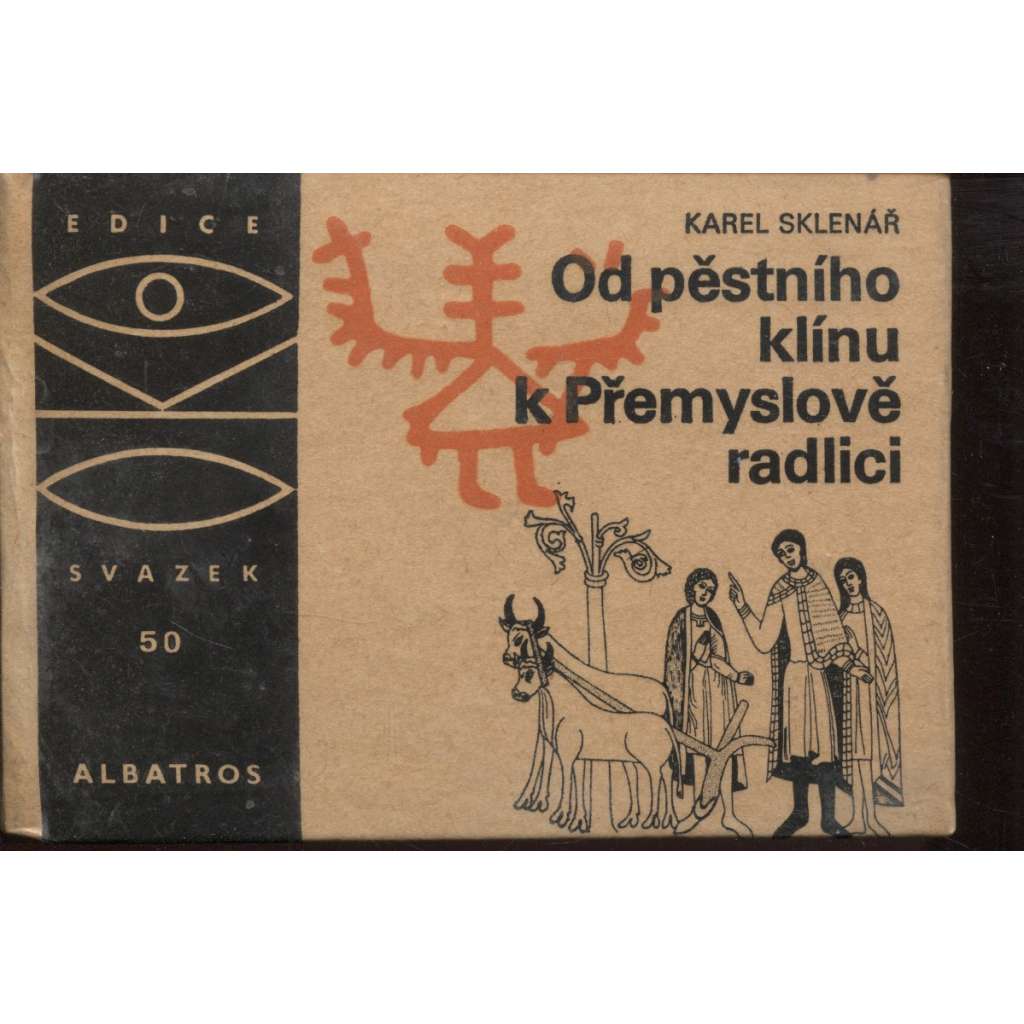 EDICE
SVAZEK
50
ALBATROS
KAREL SKLENÁŘ
Od pěstního
klínu
k Přemyslově
radlici